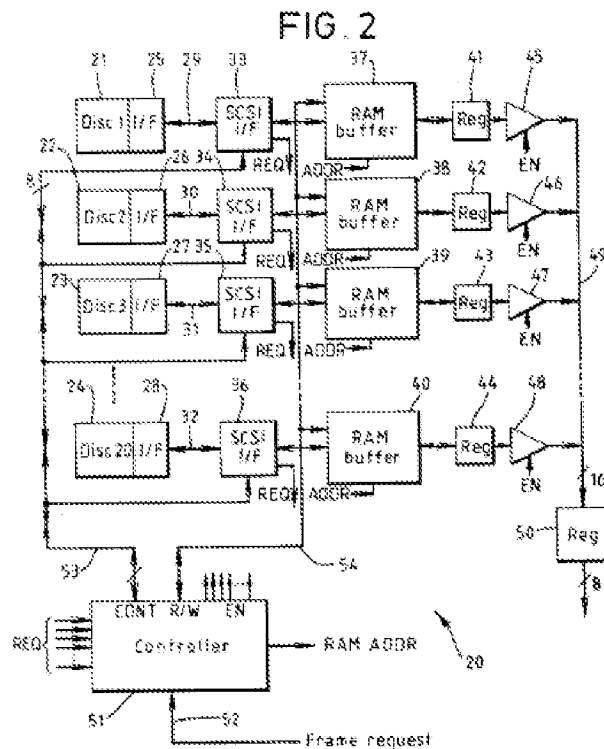 FIG. 2
21 25 29 33 37 41 45
Disc 1 I/F SCSI I/F RAM buffer Reg
REQ ADDR EN
8
22 26 34 38 42 46
Disc 2 I/F 30 SCSI I/F RAM buffer Reg
REQ ADDR EN
23 27 35 39 43 47 49
Disc 3 I/F 31 SCSI I/F RAM buffer Reg
REQ ADDR EN
24 28 36 40 44 48
Disc 20 I/F 32 SCSI I/F RAM buffer Reg
REQ ADDR EN
16
50 Reg
53 54
8
CONT R/W EN
REQ Controller RAM ADDR
20
51 52
Frame request